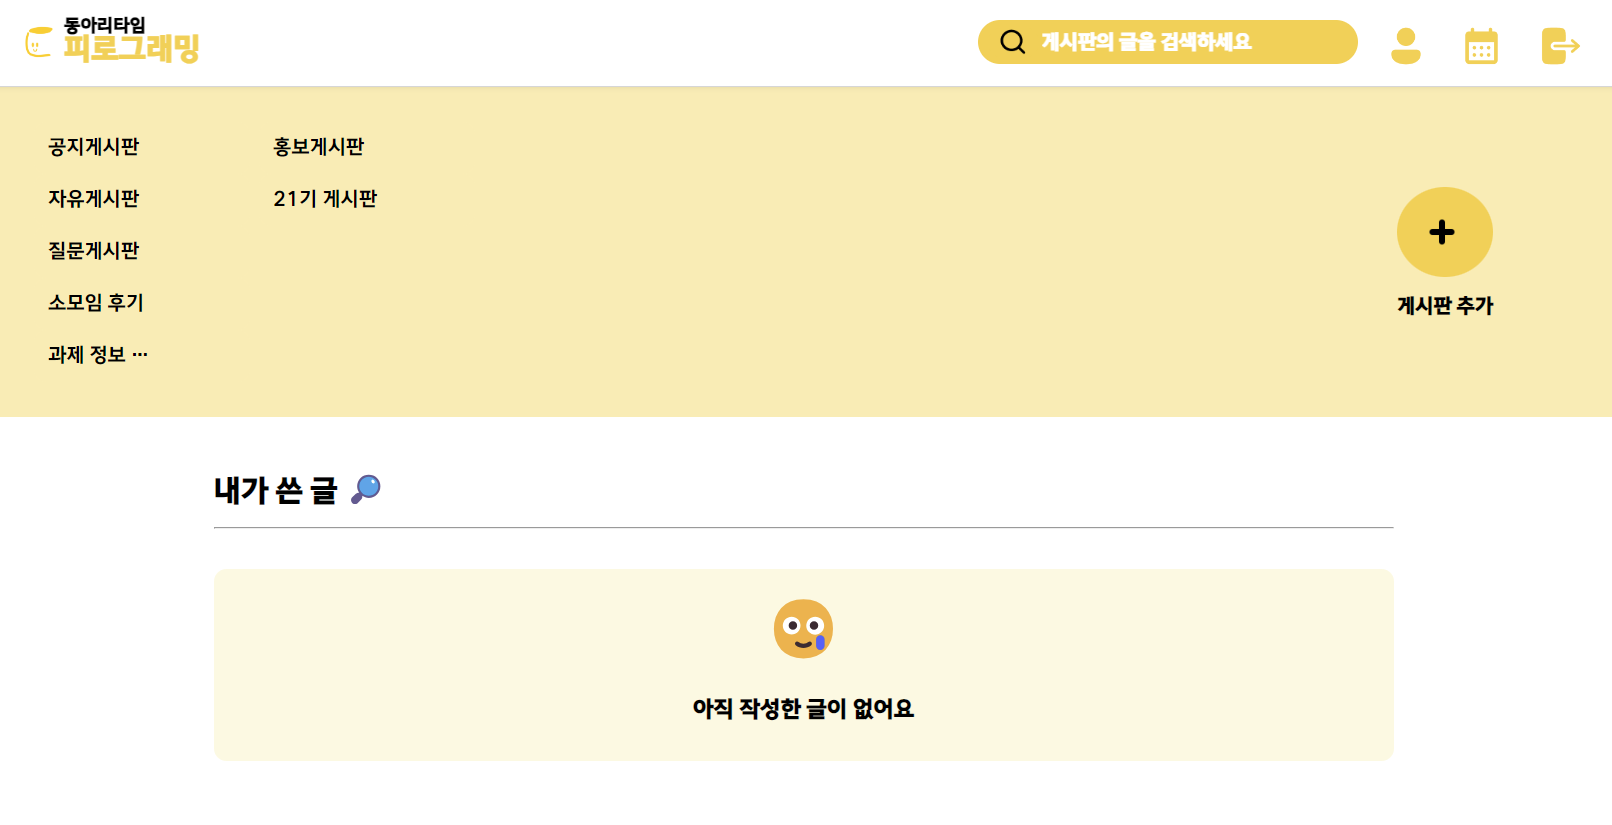 동아리타임
피로그래밍
게시판의 글을 검색하세요
공지게시판
홍보게시판
자유게시판
21기 게시판
질문게시판
소모임 후기
과제 정보 ···
게시판 추가
내가 쓴 글
아직 작성한 글이 없어요